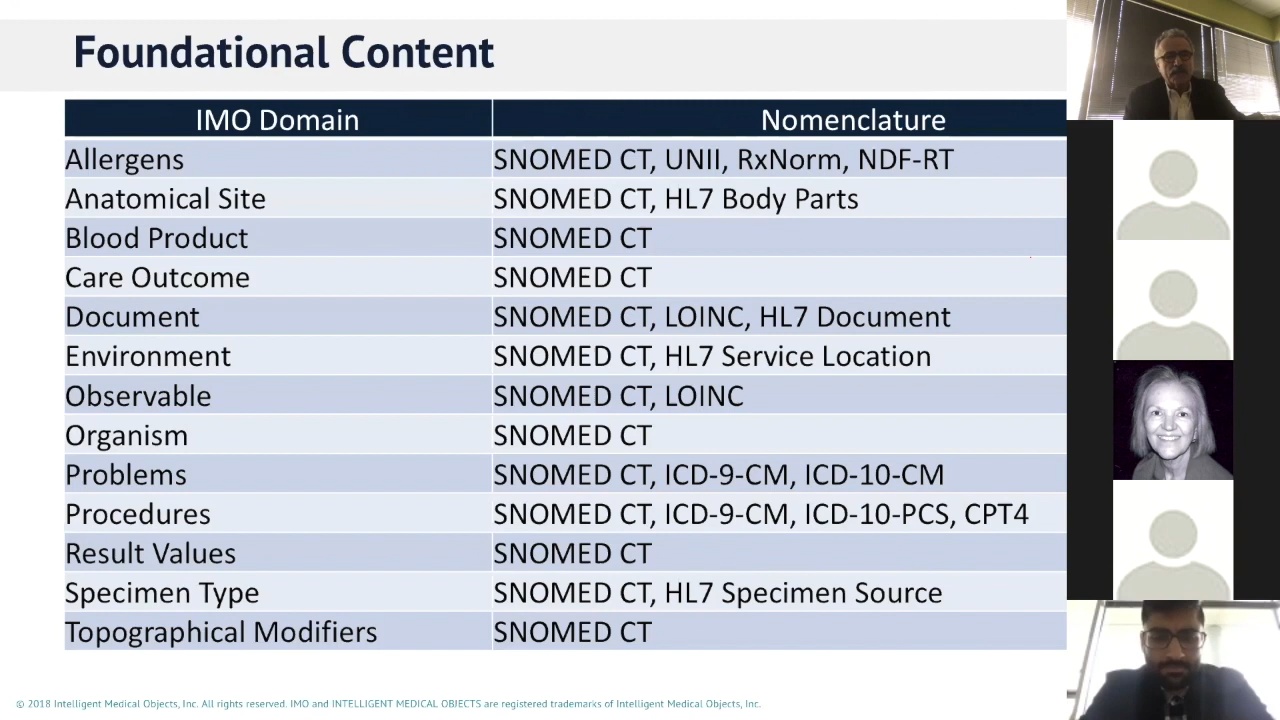 Foundational Content
IMO Domain Nomenclature
Allergens SNOMED CT, UNII, RxNorm, NDF-RT
Anatomical Site SNOMED CT, HL7 Body Parts
Blood Product SNOMED CT
Care Outcome SNOMED CT
Document SNOMED CT, LOINC, HL7 Document
Environment SNOMED CT, HL7 Service Location
Observable SNOMED CT, LOINC
Organism SNOMED CT
Problems SNOMED CT, ICD-9-CM, ICD-10-CM
Procedures SNOMED CT, ICD-9-CM, ICD-10-PCS, CPT4
Result Values SNOMED CT
Specimen Type SNOMED CT, HL7 Specimen Source
Topographical Modifiers SNOMED CT
© 2018 Intelligent Medical Objects, Inc. All rights reserved. IMO and INTELLIGENT MEDICAL OBJECTS are registered trademarks of Intelligent Medical Objects, Inc.